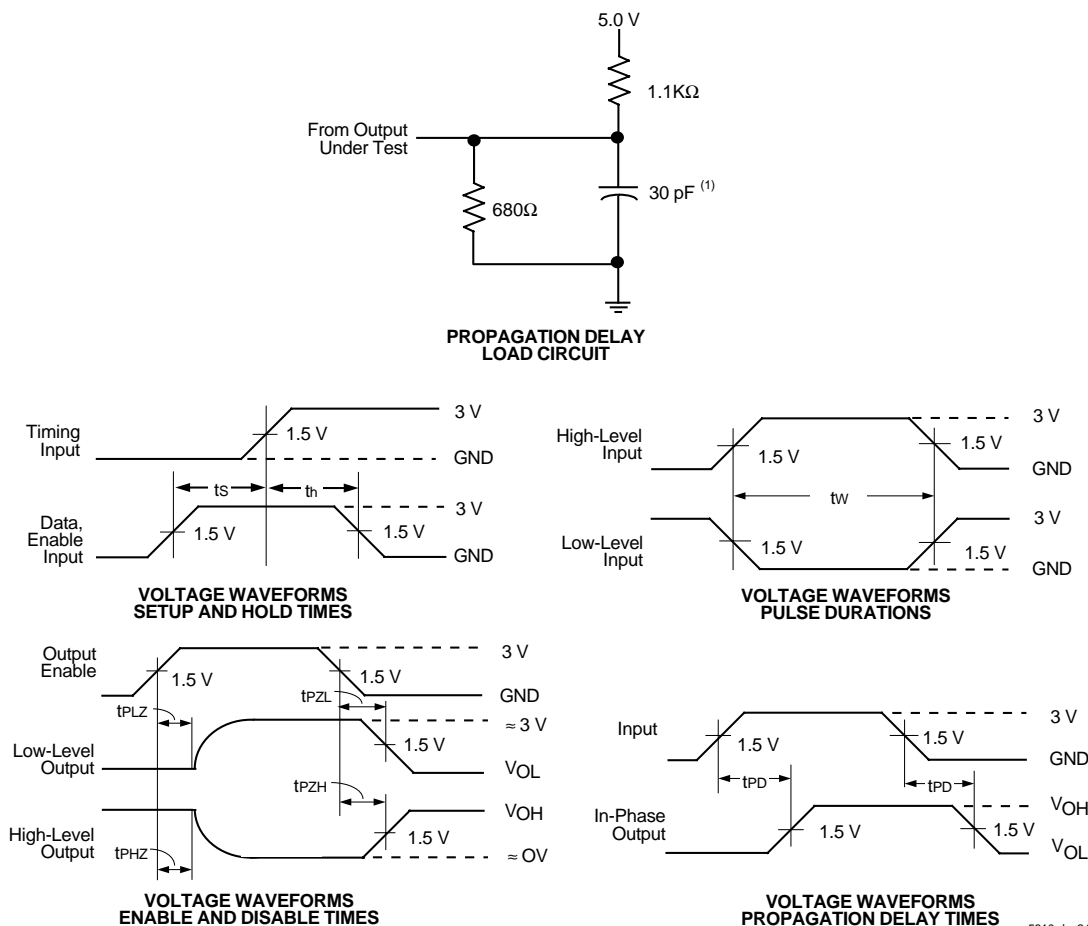 5.0 V
1.1KΩ
From Output
Under Test
680Ω
30 pF (1)
PROPAGATION DELAY
LOAD CIRCUIT
Timing
Input
1.5 V
3 V
GND
tS
th
Data,
Enable
Input
1.5 V
1.5 V
3 V
GND
VOLTAGE WAVEFORMS
SETUP AND HOLD TIMES
High-Level
Input
1.5 V
1.5 V
3 V
GND
tW
Low-Level
Input
1.5 V
1.5 V
3 V
GND
VOLTAGE WAVEFORMS
PULSE DURATIONS
Output
Enable
1.5 V
1.5 V
3 V
GND
tPLZ
tPZL
Low-Level
Output
1.5 V
≈ 3 V
VOL
tPZH
High-Level
Output
tPHZ
1.5 V
VOH
≈ OV
VOLTAGE WAVEFORMS
ENABLE AND DISABLE TIMES
Input
1.5 V
1.5 V
3 V
GND
tPD
tPD
In-Phase
Output
1.5 V
1.5 V
VOH
VOL
VOLTAGE WAVEFORMS
PROPAGATION DELAY TIMES